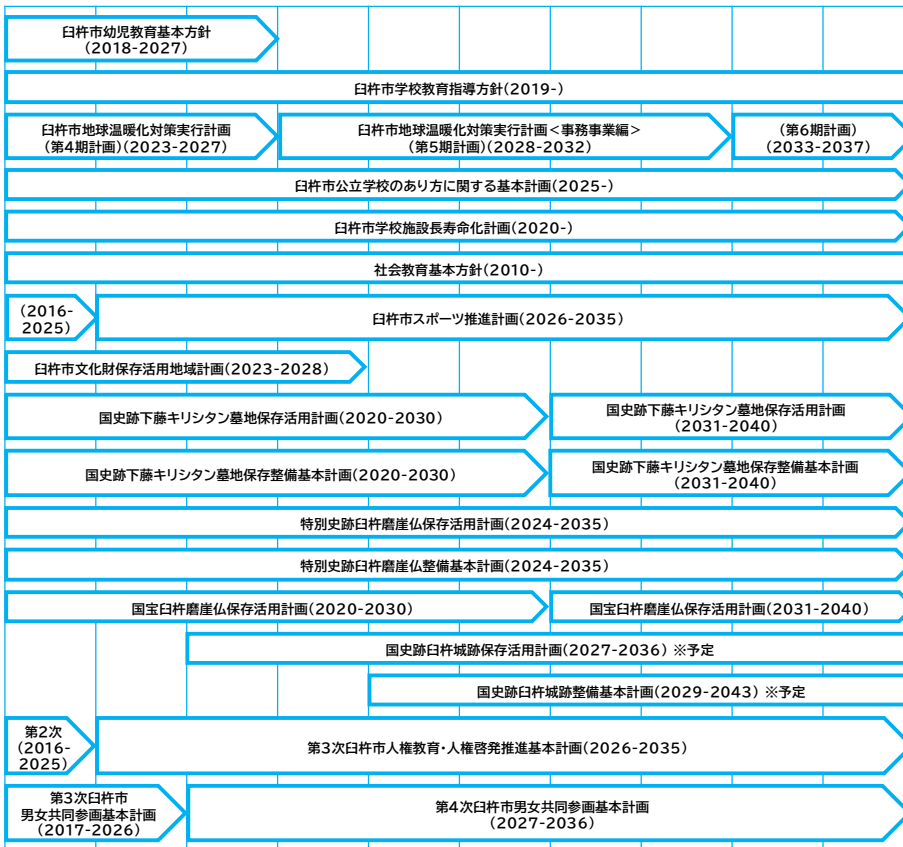 臼杵市幼児教育基本方針
(2018-2027)
臼杵市学校教育指導方針(2019-)
臼杵市地球温暖化対策実行計画
(第4期計画)(2023-2027)
臼杵市地球温暖化対策実行計画<事務事業編>
(第5期計画)(2028-2032)
(第6期計画)
(2033-2037)
臼杵市公立学校のあり方に関する基本計画(2025-)
臼杵市学校施設長寿命化計画(2020-)
社会教育基本方針(2010-)
(2016-
2025)
臼杵市スポーツ推進計画(2026-2035)
臼杵市文化財保存活用地域計画(2023-2028)
国史跡下藤キリシタン墓地保存活用計画(2020-2030)
国史跡下藤キリシタン墓地保存活用計画
(2031-2040)
国史跡下藤キリシタン墓地保存整備基本計画(2020-2030)
国史跡下藤キリシタン墓地保存整備基本計画
(2031-2040)
特別史跡臼杵磨崖仏保存活用計画(2024-2035)
特別史跡臼杵磨崖仏整備基本計画(2024-2035)
国宝臼杵磨崖仏保存活用計画(2020-2030)
国宝臼杵磨崖仏保存活用計画(2031-2040)
国史跡臼杵城跡保存活用計画(2027-2036) ※予定
国史跡臼杵城跡整備基本計画(2029-2043) ※予定
第2次
(2016-
2025)
第3次臼杵市人権教育・人権啓発推進基本計画(2026-2035)
第3次臼杵市
男女共同参画基本計画
(2017-2026)
第4次臼杵市男女共同参画基本計画
(2027-2036)